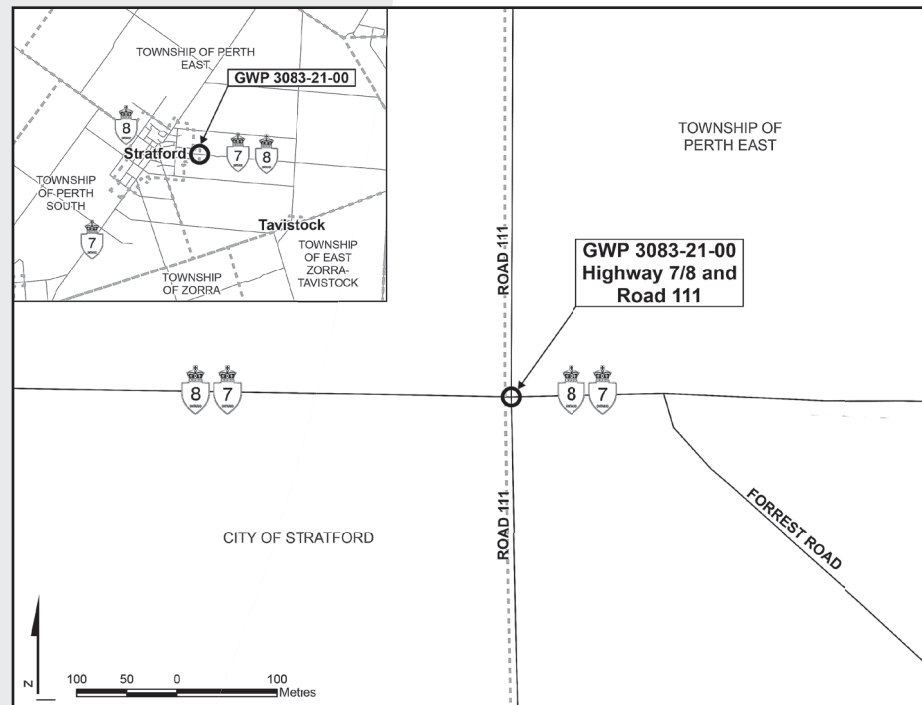 TOWNSHIP OF PERTH
EAST
GWP 3083-21-00
8
Stratford
7
8
TOWNSHIP
OF PERTH
SOUTH
7
Tavistock
TOWNSHIP
OF EAST
ZORRA-
TAVISTOCK
TOWNSHIP
OF ZORRA
TOWNSHIP OF
PERTH EAST
ROAD 111
GWP 3083-21-00
Highway 7/8 and
Road 111
8
7
8
7
ROAD 111
FORREST ROAD
CITY OF STRATFORD
N
100 50 0 100
Metres